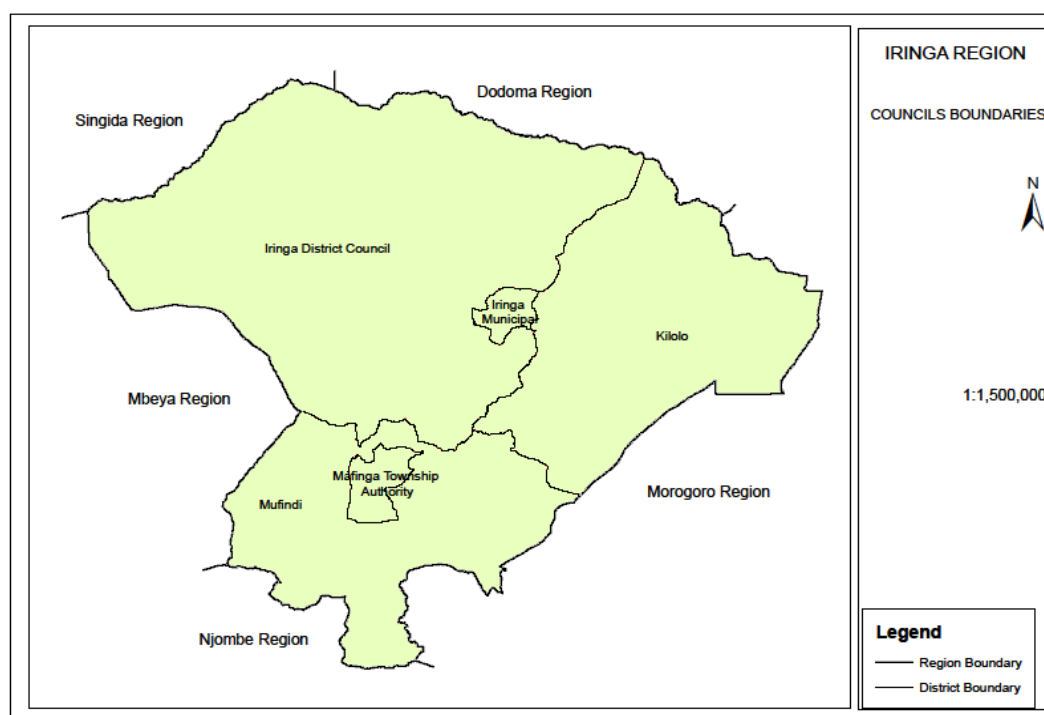 IRINGA REGION
COUNCILS BOUNDARIES
N
1:1,500,000
Dodoma Region
Singida Region
Iringa District Council
Iringa
Municipal
Kilolo
Mbeya Region
Mafinga Township
Authority
Mufindi
Morogoro Region
Njombe Region
Legend
Region Boundary
District Boundary